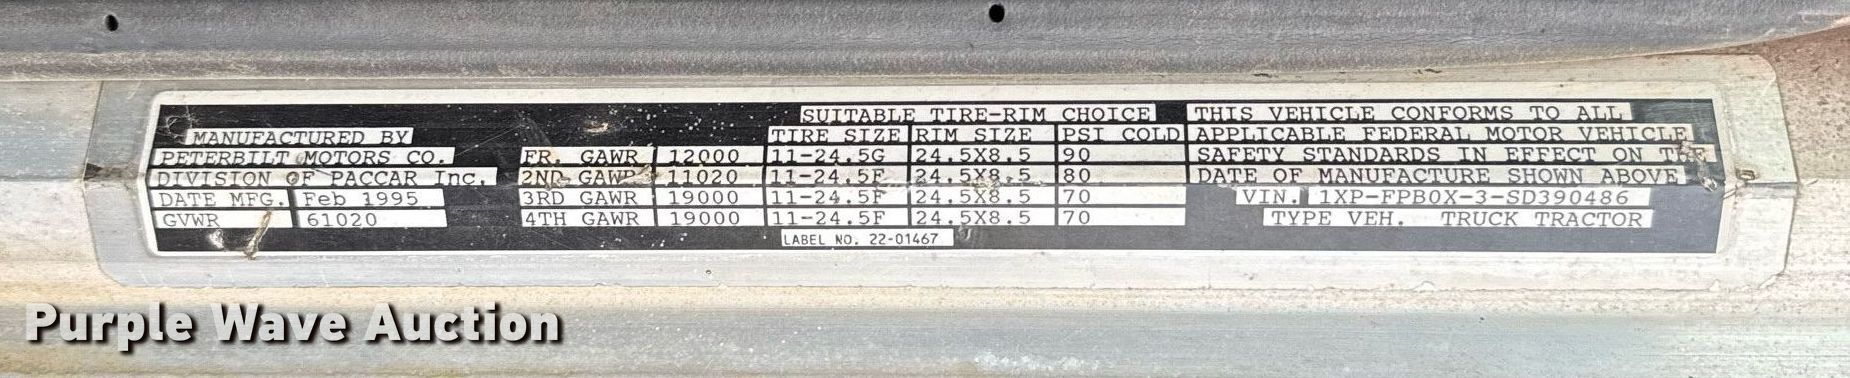 MANUFACTURED BY
PETERBILT MOTORS CO.
DIVISION OF PACCAR Inc.
DATE MFG. Feb 1995
GVWR 61020
SUITABLE TIRE-RIM CHOICE
TIRE SIZE RIM SIZE PSI COLD
FR. GAWR 12000 11-24.5G 24.5X8.5 90
2ND GAWR 11020 11-24.5F 24.5X8.5 80
3RD GAWR 19000 11-24.5F 24.5X8.5 70
4TH GAWR 19000 11-24.5F 24.5X8.5 70
LABEL NO. 22-01467
THIS VEHICLE CONFORMS TO ALL
APPLICABLE FEDERAL MOTOR VEHICLE
SAFETY STANDARDS IN EFFECT ON THE
DATE OF MANUFACTURE SHOWN ABOVE
VIN. 1XP-FPB0X-3-SD390486
TYPE VEH. TRUCK TRACTOR
Purple Wave Auction